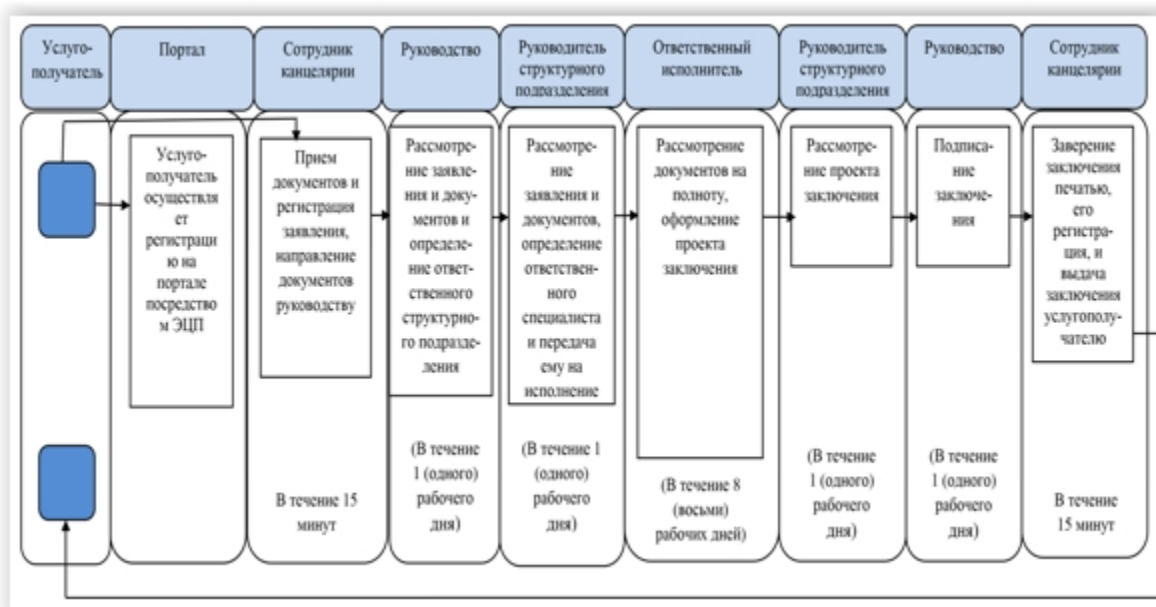 Услуго-
получатель
Портал
Сотрудник
канцелярии
Руководство
Руководитель
структурного
подразделения
Ответственный
исполнитель
Руководитель
структурного
подразделения
Руководство
Сотрудник
канцелярии
Услуго-
получатель
осуществля
ет
регистраци
ю на
портале
посредство
м ЭЦП
Прием
документов и
регистрация
заявления,
направление
документов
руководству
В течение 15
минут
Рассмотре-
ние заявле-
ния и доку-
ментов и
определе-
ние ответ-
ственного
структурно-
го подразде-
ления
(В течение
1 (одного)
рабочего
дня)
Рассмотре-
ние
заявления и
документов,
определение
ответствен-
ного
специалиста
и передача
ему на
исполнение
(В течение 1
(одного)
рабочего
дня)
Рассмотрение
документов на
полноту,
оформление
проекта
заключения
(В течение 8
(восьми)
рабочих дней)
Рассмотре-
ние проекта
заключения
(В течение
1 (одного)
рабочего
дня)
Подписа-
ние
заключе-
ния
(В течение
1 (одного)
рабочего
дня)
Заверение
заключения
печатью,
его
регистра-
ция, и
выдача
заключения
услугополу-
чателю
В течение
15 минут